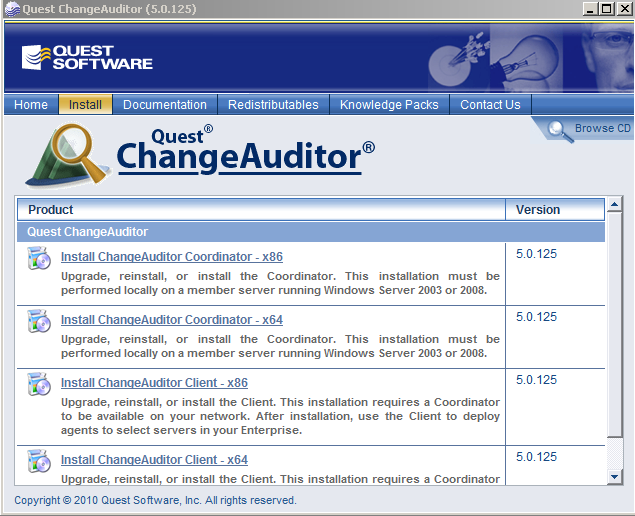 Quest ChangeAuditor (5.0.125)
QUEST
SOFTWARE
Home Install Documentation Redistributables Knowledge Packs Contact Us
Browse CD
Quest®
ChangeAuditor®
Product Version
Quest ChangeAuditor
Install ChangeAuditor Coordinator - x86 5.0.125
Upgrade, reinstall, or install the Coordinator. This installation must be
performed locally on a member server running Windows Server 2003 or 2008.
Install ChangeAuditor Coordinator - x64 5.0.125
Upgrade, reinstall, or install the Coordinator. This installation must be
performed locally on a member server running Windows Server 2003 or 2008.
Install ChangeAuditor Client - x86 5.0.125
Upgrade, reinstall, or install the Client. This installation requires a Coordinator
to be available on your network. After installation, use the Client to deploy
agents to select servers in your Enterprise.
Install ChangeAuditor Client - x64 5.0.125
Upgrade, reinstall, or install the Client. This installation requires a Coordinator
Copyright © 2010 Quest Software, Inc. All rights reserved.